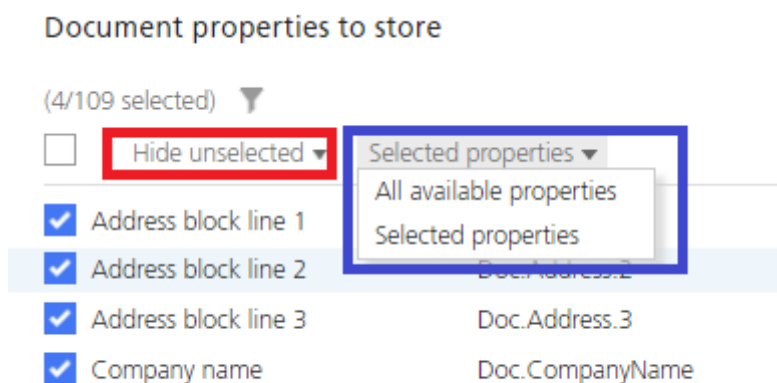 Document properties to store
(4/109 selected)
Hide unselected Selected properties
All available properties
Selected properties
Address block line 1
Address block line 2 Doc.Address.2
Address block line 3 Doc.Address.3
Company name Doc.CompanyName